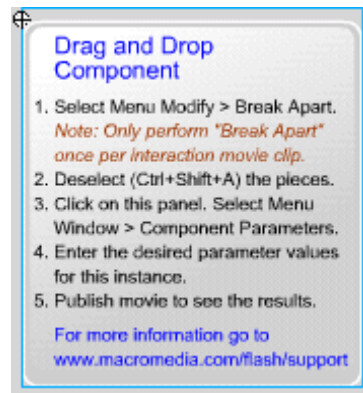 Drag and Drop
Component
1. Select Menu Modify > Break Apart.
Note: Only perform "Break Apart"
once per interaction movie clip.
2. Deselect (Ctrl+Shift+A) the pieces.
3. Click on this panel. Select Menu
Window > Component Parameters.
4. Enter the desired parameter values
for this instance.
5. Publish movie to see the results.
For more information go to
www.macromedia.com/flash/support